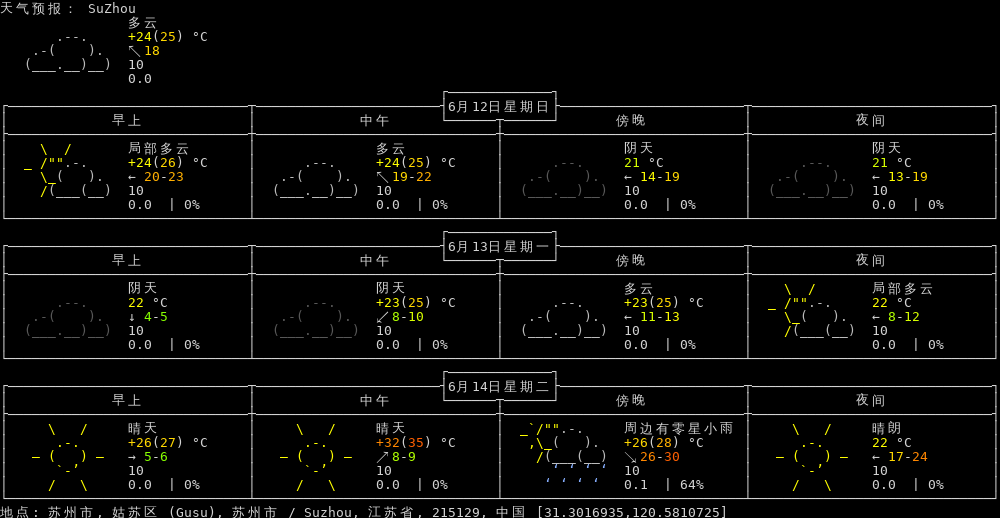 天气预报: SuZhou
多云
+24(25) °C
↖ 18
10
0.0
6月12日星期日
早上 中午 傍晚 夜间
局部多云 多云 阴天 阴天
+24(26) °C +24(25) °C 21 °C 21 °C
← 20-23 ↖ 19-22 ← 14-19 ← 13-19
10 10 10 10
0.0 | 0% 0.0 | 0% 0.0 | 0% 0.0 | 0%
6月13日星期一
早上 中午 傍晚 夜间
阴天 阴天 多云 局部多云
22 °C +23(25) °C +23(25) °C 22 °C
↓ 4-5 ↙ 8-10 ← 11-13 ← 8-12
10 10 10 10
0.0 | 0% 0.0 | 0% 0.0 | 0% 0.0 | 0%
6月14日星期二
早上 中午 傍晚 夜间
晴天 晴天 周边有零星小雨 晴朗
+26(27) °C +32(35) °C +26(28) °C 22 °C
→ 5-6 ↗ 8-9 ↘ 26-30 ← 17-24
10 10 10 10
0.0 | 0% 0.0 | 0% 0.1 | 64% 0.0 | 0%
地点: 苏州市, 姑苏区 (Gusu), 苏州市 / Suzhou, 江苏省, 215129, 中国 [31.3016935,120.5810725]